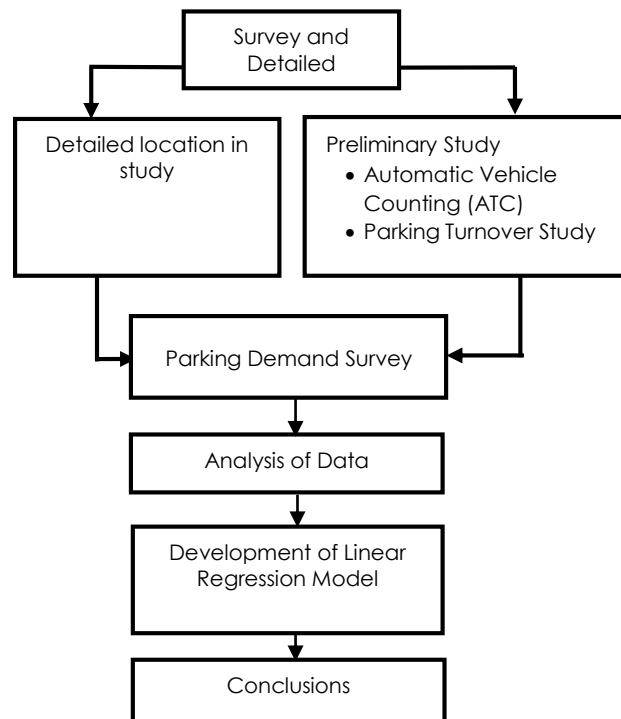 Survey and
Detailed
Detailed location in
study
Preliminary Study
• Automatic Vehicle
Counting (ATC)
• Parking Turnover Study
Parking Demand Survey
Analysis of Data
Development of Linear
Regression Model
Conclusions